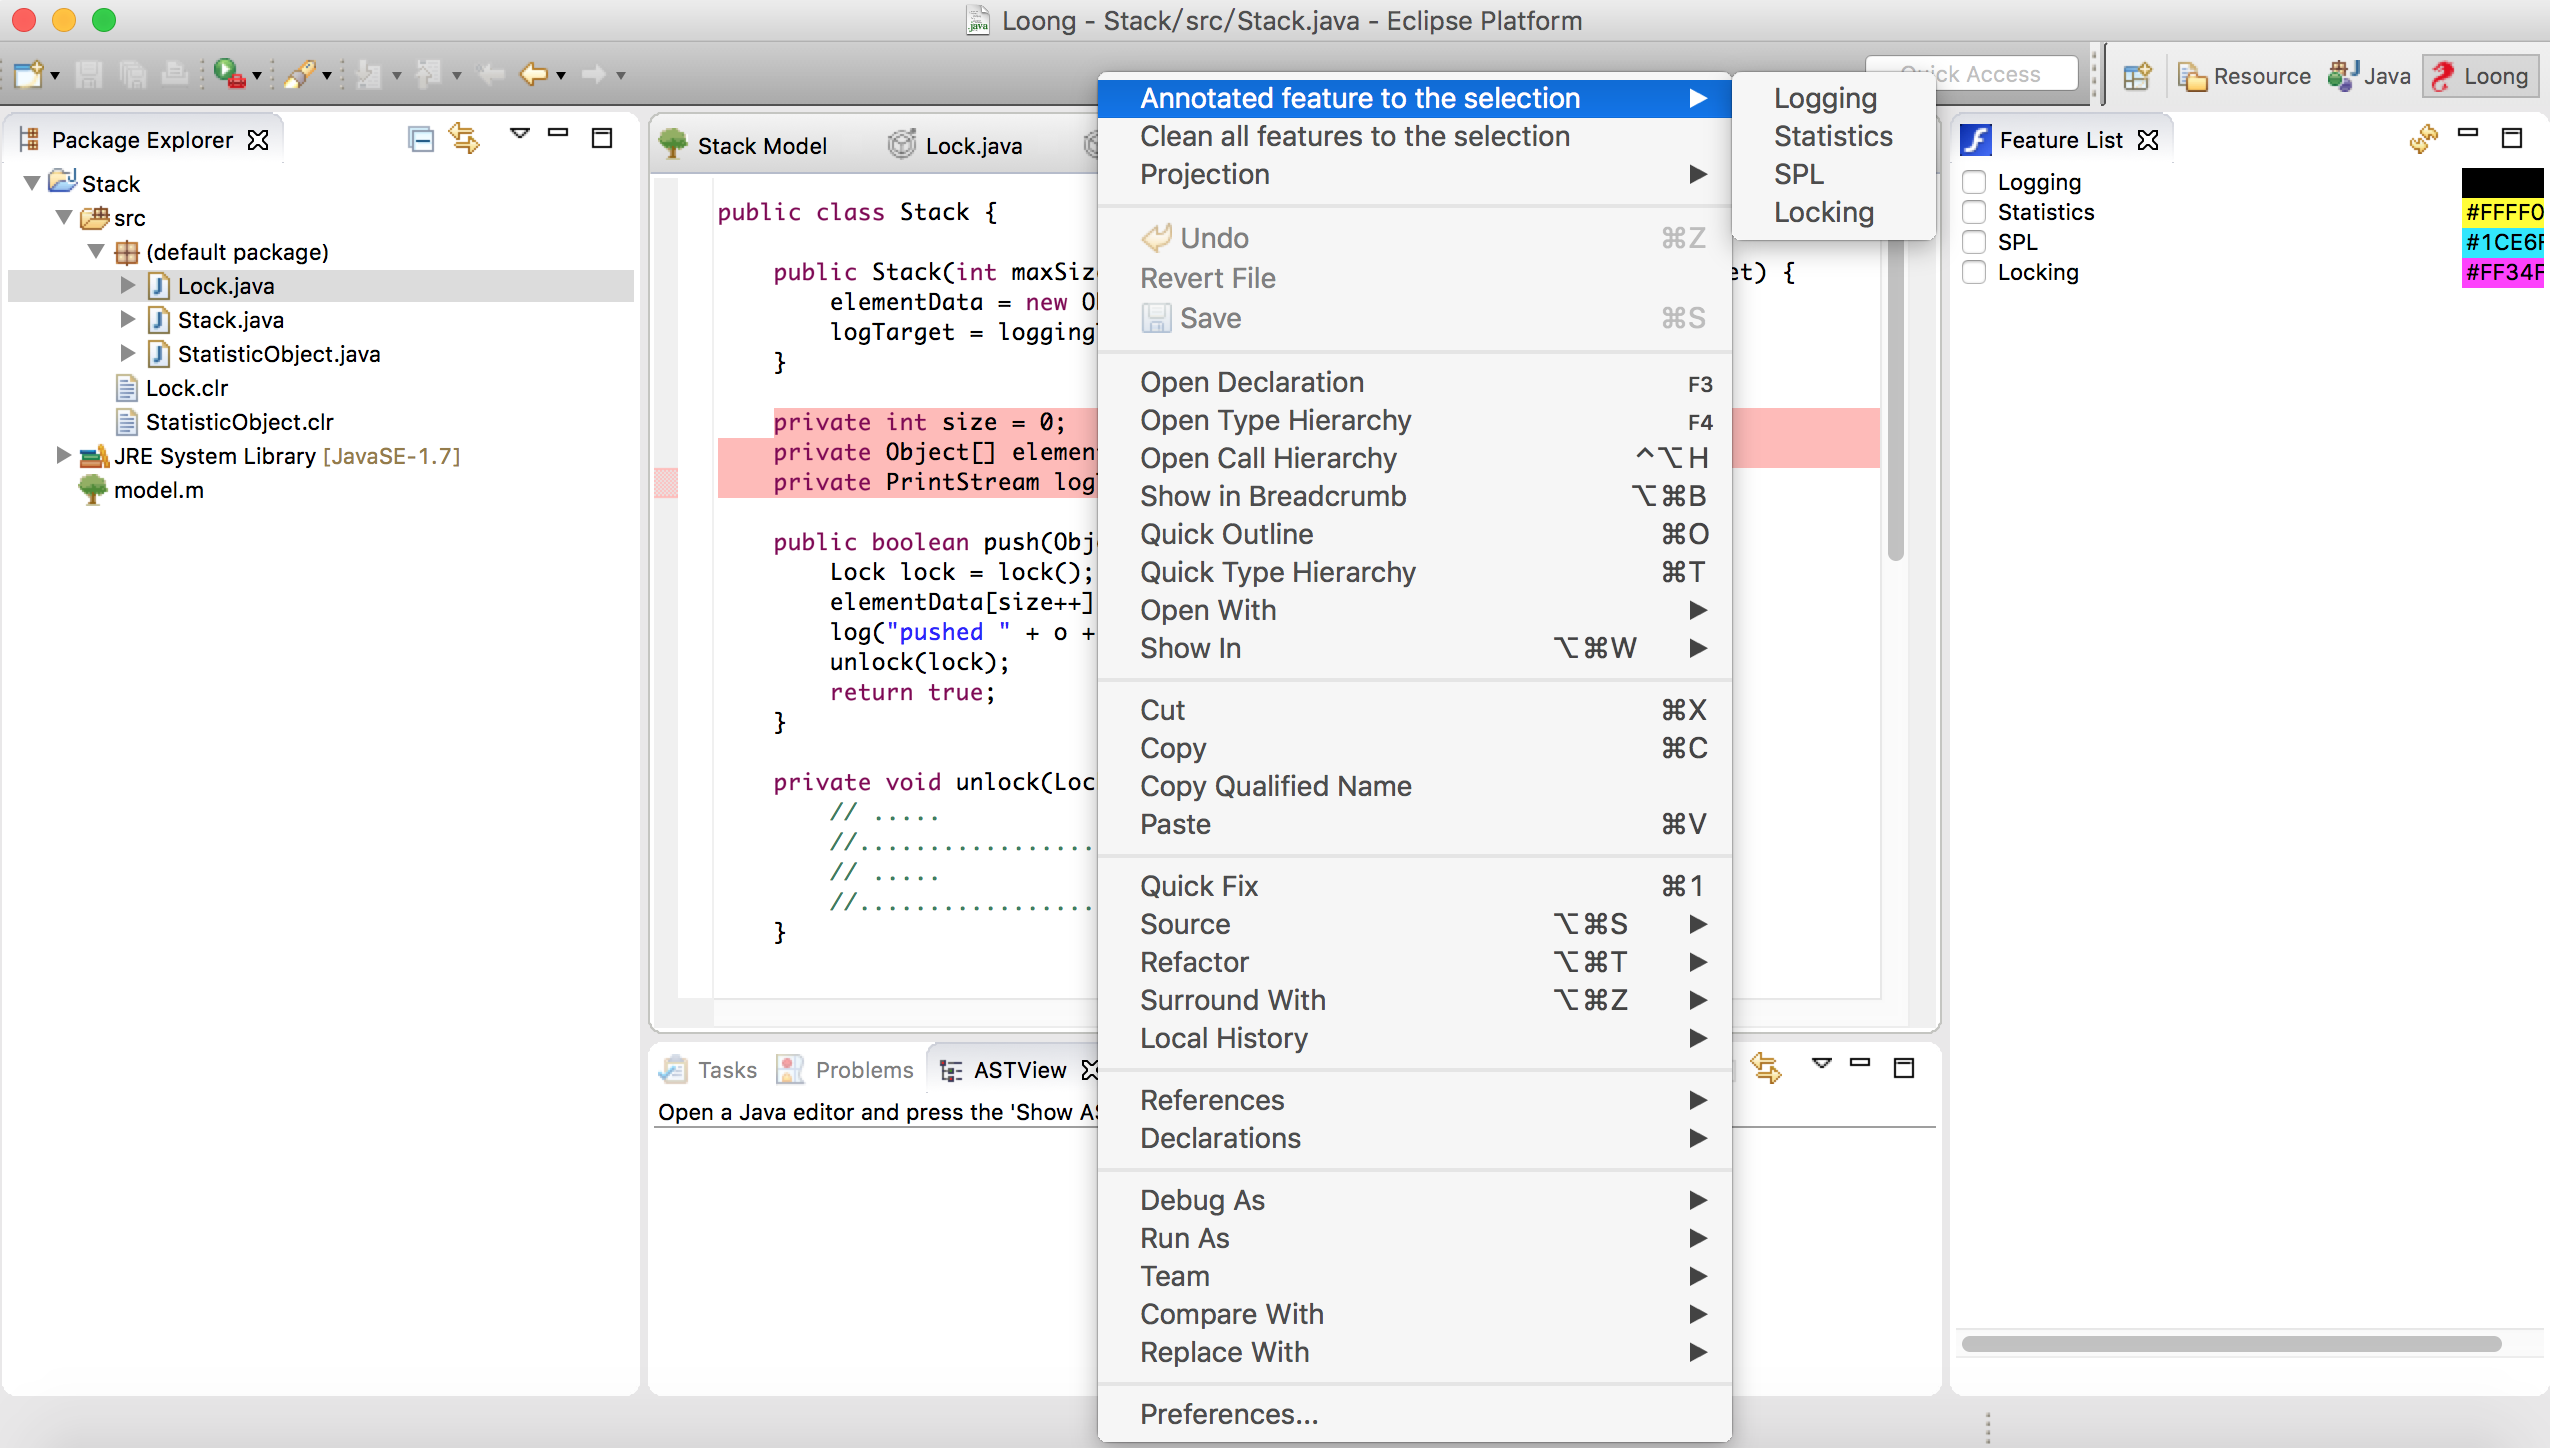 Loong - Stack/src/Stack.java - Eclipse Platform
Quick Access
Resource
Java
Loong
Package Explorer
Stack
src
(default package)
Lock.java
Stack.java
StatisticObject.java
Lock.clr
StatisticObject.clr
JRE System Library [JavaSE-1.7]
model.m
Stack Model
Lock.java
public class Stack {
public Stack(int maxSiz
et) {
elementData = new O
logTarget = logging
}
private int size = 0;
private Object[] elemen
private PrintStream log
public boolean push(Obj
Lock lock = lock();
elementData[size++]
log("pushed " + o +
unlock(lock);
return true;
}
private void unlock(Loc
// .....
//.................
// .....
//.................
}
Tasks
Problems
ASTView
Open a Java editor and press the 'Show AS
Annotated feature to the selection
Clean all features to the selection
Projection
Undo ⌘Z
Revert File
Save ⌘S
Open Declaration F3
Open Type Hierarchy F4
Open Call Hierarchy ^⌥H
Show in Breadcrumb ⌥⌘B
Quick Outline ⌘O
Quick Type Hierarchy ⌘T
Open With
Show In ⌥⌘W
Cut ⌘X
Copy ⌘C
Copy Qualified Name
Paste ⌘V
Quick Fix ⌘1
Source ⌥⌘S
Refactor ⌥⌘T
Surround With ⌥⌘Z
Local History
References
Declarations
Debug As
Run As
Team
Compare With
Replace With
Preferences...
Logging
Statistics
SPL
Locking
Feature List
Logging
Statistics #FFFF0
SPL #1CE6F
Locking #FF34F